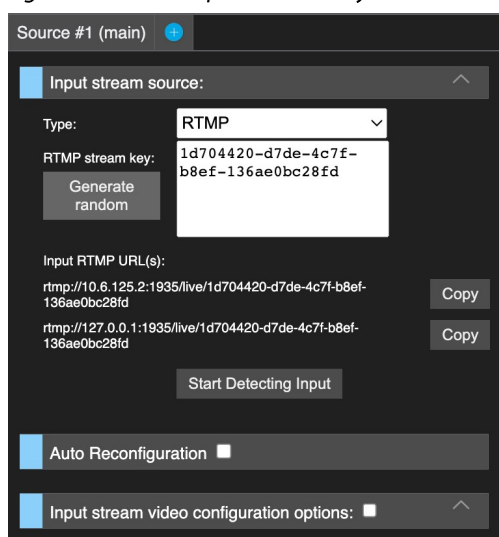 Source #1 (main)
Input stream source:
Type:
RTMP
RTMP stream key:
1d704420-d7de-4c7f-
b8ef-136ae0bc28fd
Generate
random
Input RTMP URL(s):
rtmp://10.6.125.2:1935/live/1d704420-d7de-4c7f-b8ef-
136ae0bc28fd
Copy
rtmp://127.0.0.1:1935/live/1d704420-d7de-4c7f-b8ef-
136ae0bc28fd
Copy
Start Detecting Input
Auto Reconfiguration
Input stream video configuration options: